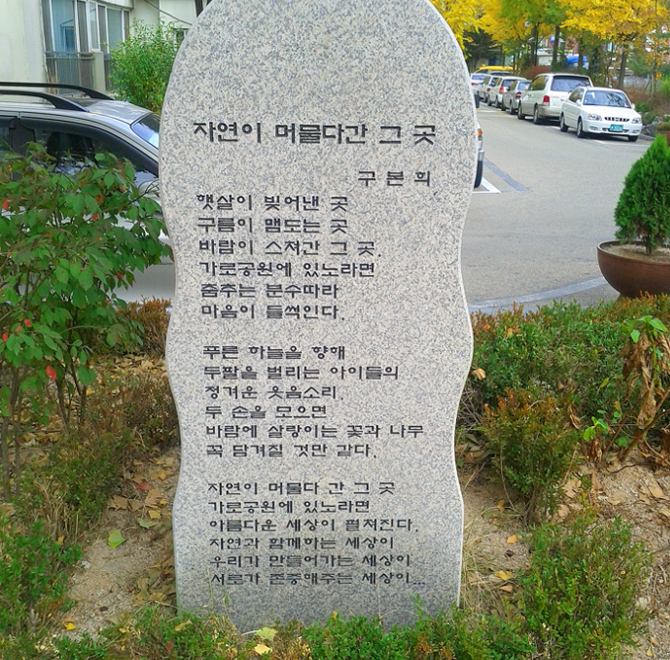 자연이 머물다간 그 곳
구본희
햇살이 빚어낸 곳
구름이 맴도는 곳
바람이 스쳐간 그 곳.
가로공원에 있노라면
춤추는 분수따라
마음이 들썩인다.
푸른 하늘을 향해
두팔을 벌리는 아이들의
정겨운 웃음소리.
두 손을 모으면
바람에 살랑이는 꽃과 나무
꼭 담겨질 것만 같다.
자연이 머물다 간 그 곳
가로공원에 있노라면
아름다운 세상이 펼쳐진다.
자연과 함께하는 세상이
우리가 만들어가는 세상이
서로가 존중해주는 세상이...